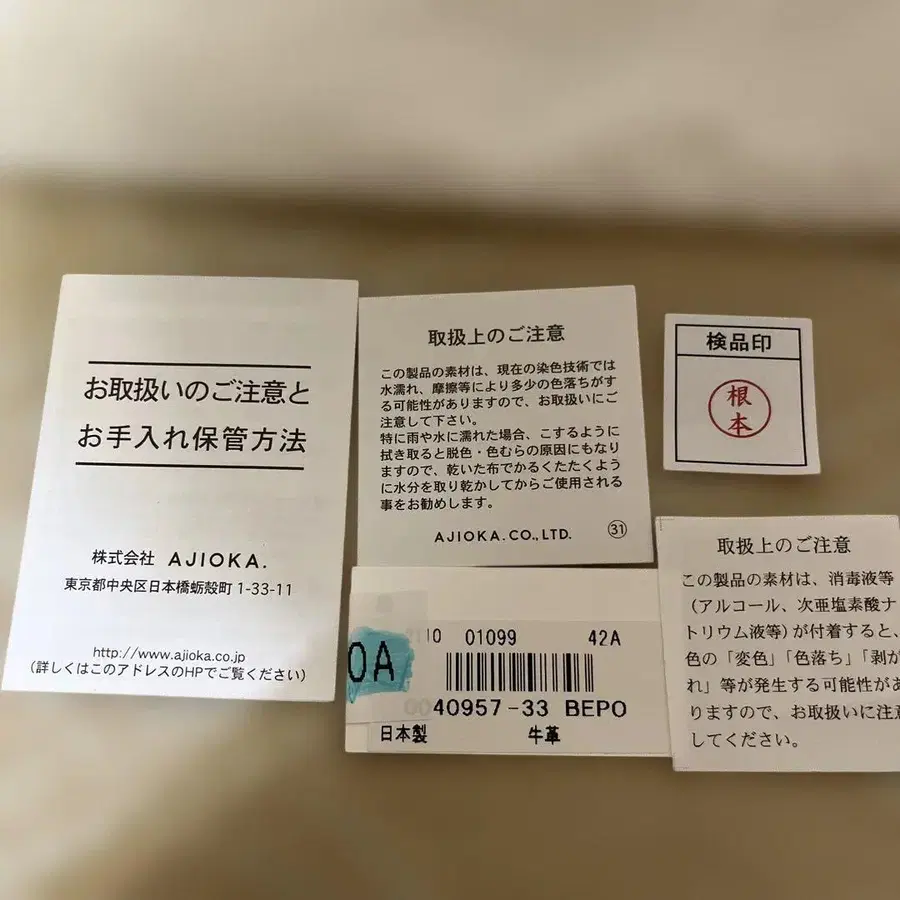 お取扱いのご注意と
お手入れ保管方法
株式会社 AJIOKA.
東京都中央区日本橋蛎殻町 1-33-11
http://www.ajioka.co.jp
(詳しくはこのアドレスのHPでご覧ください)
取扱上のご注意
この製品の素材は、現在の染色技術では
水濡れ、摩擦等により多少の色落ちがす
る可能性がありますので、お取扱いにご
注意して下さい。
特に雨や水に濡れた場合、こするように
拭き取ると脱色・色むらの原因にもなり
ますので、乾いた布でかるくたたくよう
に水分を取り乾かしてからご使用される
事をお勧めします。
AJIOKA.CO.,LTD. ㉛
検品印
根本
0A
110 01099 42A
0040957-33 BEPO
日本製 牛革
取扱上のご注意
この製品の素材は、消毒液等
(アルコール、次亜塩素酸ナ
トリウム液等)が付着すると、
色の「変色」「色落ち」「剥が
れ」等が発生する可能性があ
りますので、お取扱いに注意
してください。